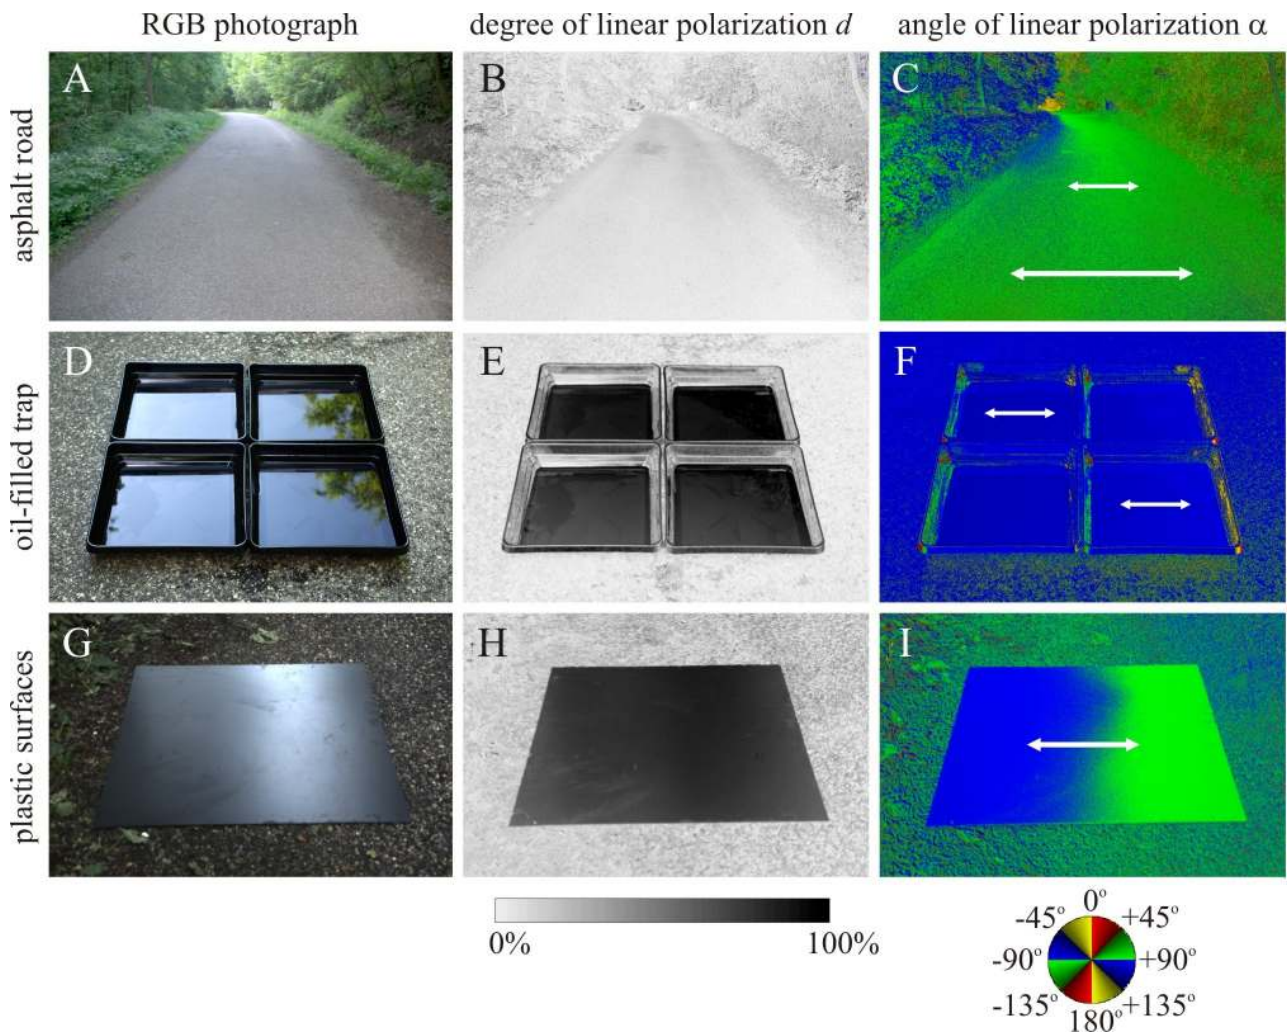 RGB photograph
degree of linear polarization d
angle of linear polarization α
asphalt road
A
B
C
oil-filled trap
D
E
F
plastic surfaces
G
H
I
0%
100%
0°
-45°
+45°
-90°
+90°
-135°
+135°
180°